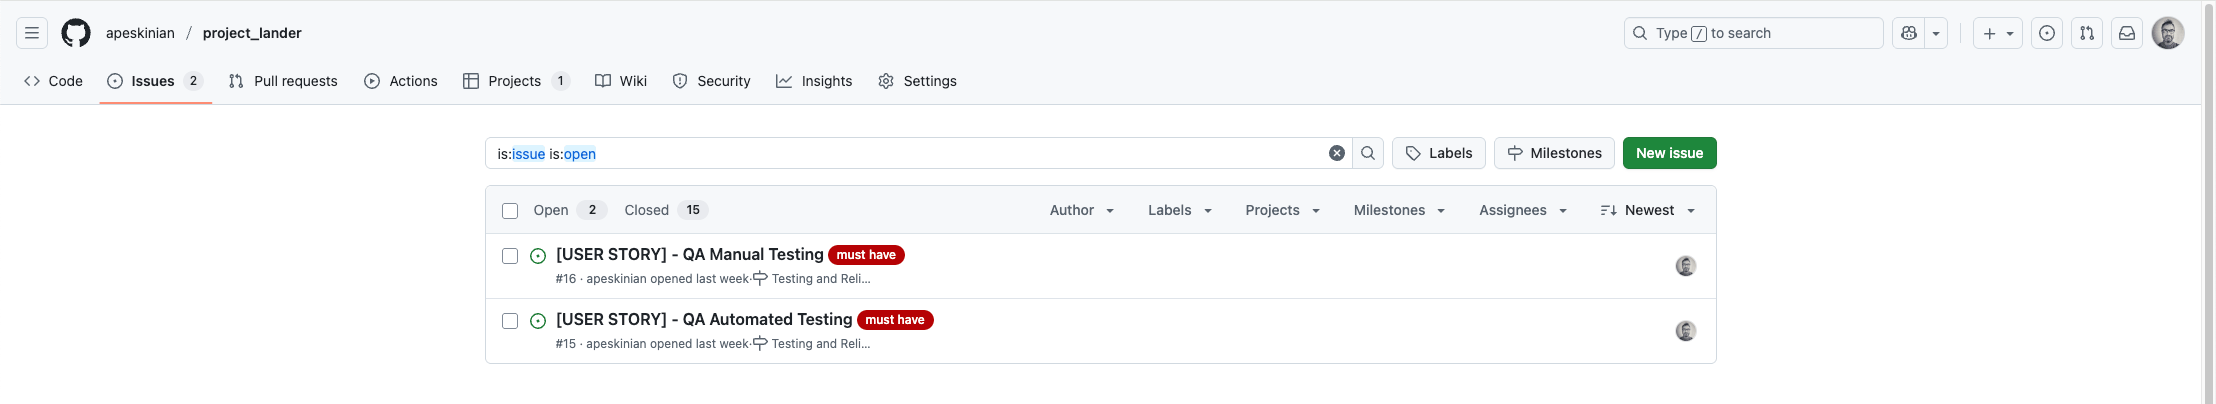 apeskinian / project_lander
Type / to search
Code Issues 2 Pull requests Actions Projects 1 Wiki Security Insights Settings
is:issue is:open
Labels Milestones New issue
Open 2 Closed 15 Author Labels Projects Milestones Assignees Newest
[USER STORY] - QA Manual Testing must have
#16 · apeskinian opened last week· Testing and Reli...
[USER STORY] - QA Automated Testing must have
#15 · apeskinian opened last week· Testing and Reli...